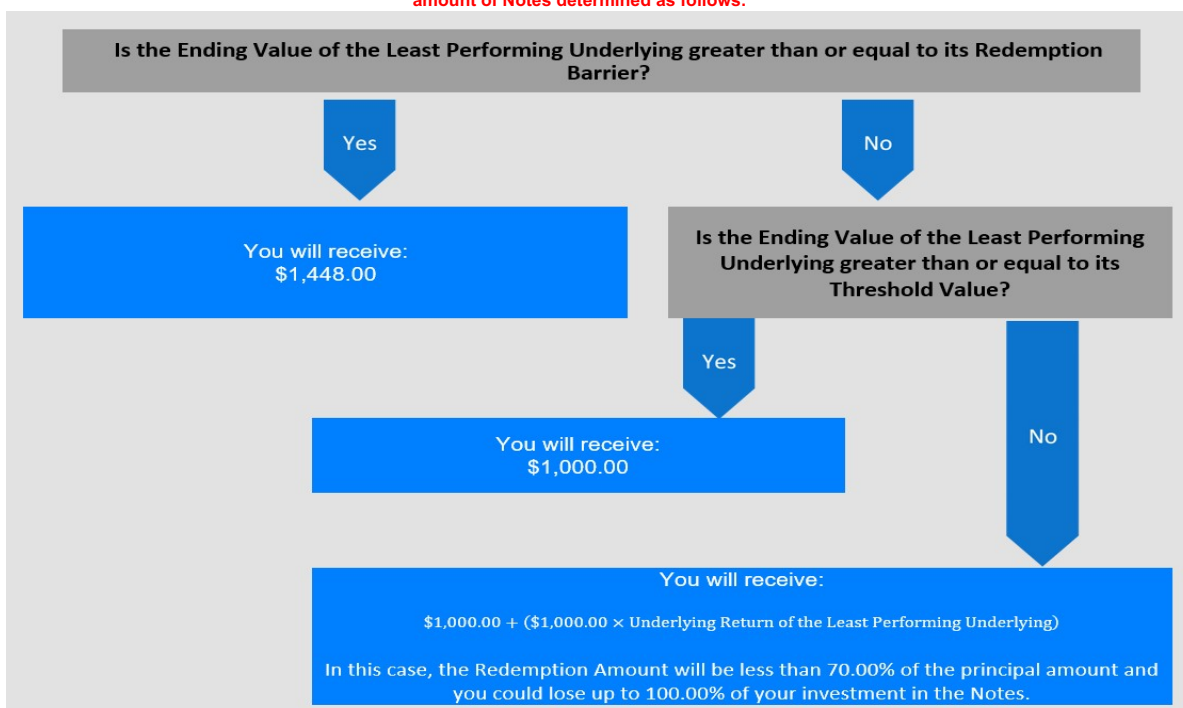 amount of Notes determined as follows:
Is the Ending Value of the Least Performing Underlying greater than or equal to its Redemption
Barrier?
Yes
No
You will receive:
$1,448.00
Is the Ending Value of the Least Performing
Underlying greater than or equal to its
Threshold Value?
Yes
No
You will receive:
$1,000.00
You will receive:
$1,000.00 + ($1,000.00 × Underlying Return of the Least Performing Underlying)
In this case, the Redemption Amount will be less than 70.00% of the principal amount and
you could lose up to 100.00% of your investment in the Notes.